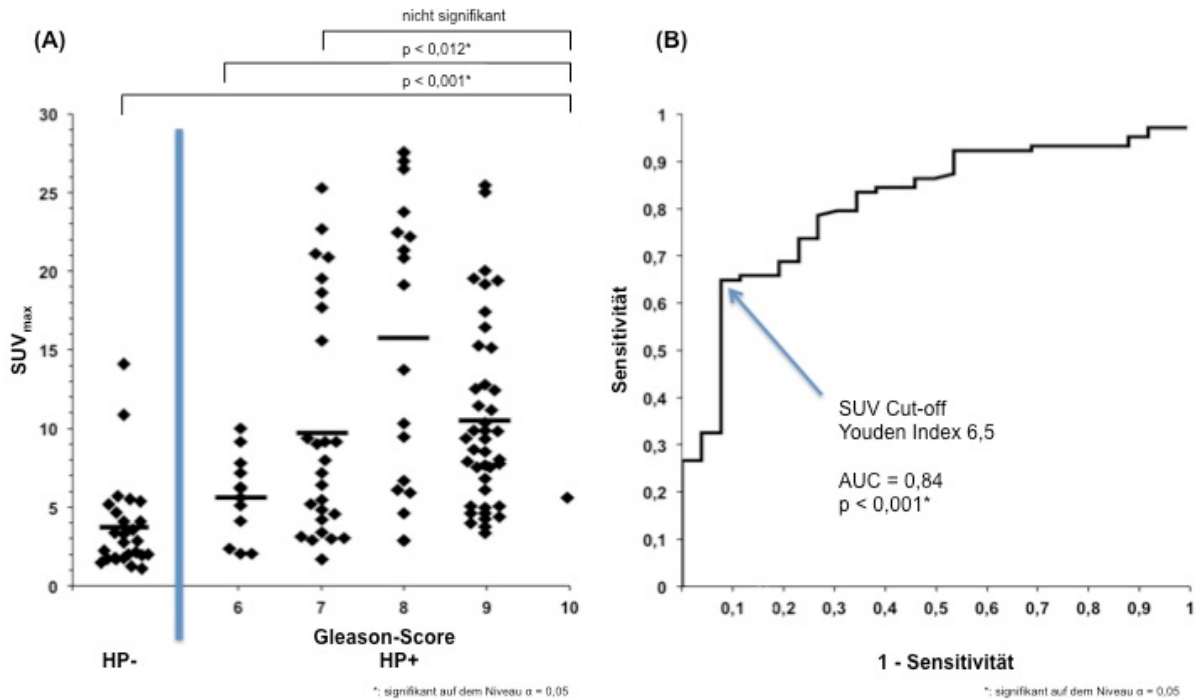 (A)
nicht signifikant
p < 0,012*
p < 0,001*
30
25
20
15
10
5
0
SUVmax
6 7 8 9 10
Gleason-Score
HP- HP+
*: signifikant auf dem Niveau α = 0,05
(B)
1
0,9
0,8
0,7
0,6
0,5
0,4
0,3
0,2
0,1
0
Sensitivität
SUV Cut-off
Youden Index 6,5
AUC = 0,84
p < 0,001*
0,1 0,2 0,3 0,4 0,5 0,6 0,7 0,8 0,9 1
1 - Sensitivität
*: signifikant auf dem Niveau α = 0,05